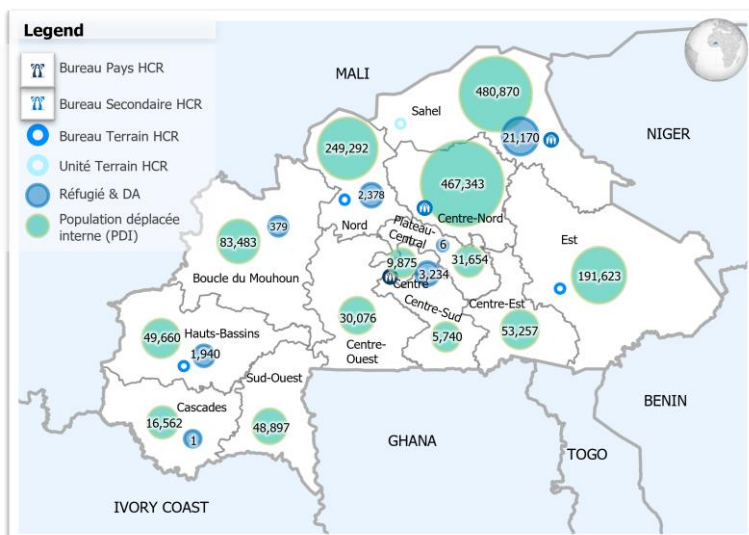 Legend
Bureau Pays HCR
Bureau Secondaire HCR
Bureau Terrain HCR
Unité Terrain HCR
Réfugié & DA
Population déplacée
interne (PDI)
MALI
480,870
Sahel
21,170
NIGER
249,292
467,343
2,378
Nord
Centre-Nord
379
83,483
Boucle du Mouhoun
Plateau-
Central
6
31,654
9,875
3,234
Centre
Est
191,623
Centre-Sud
Centre-Est
30,076
5,740
53,257
Centre-
Ouest
49,660
Hauts-Bassins
1,940
Sud-Ouest
Cascades
16,562
1
48,897
BENIN
GHANA
TOGO
IVORY COAST